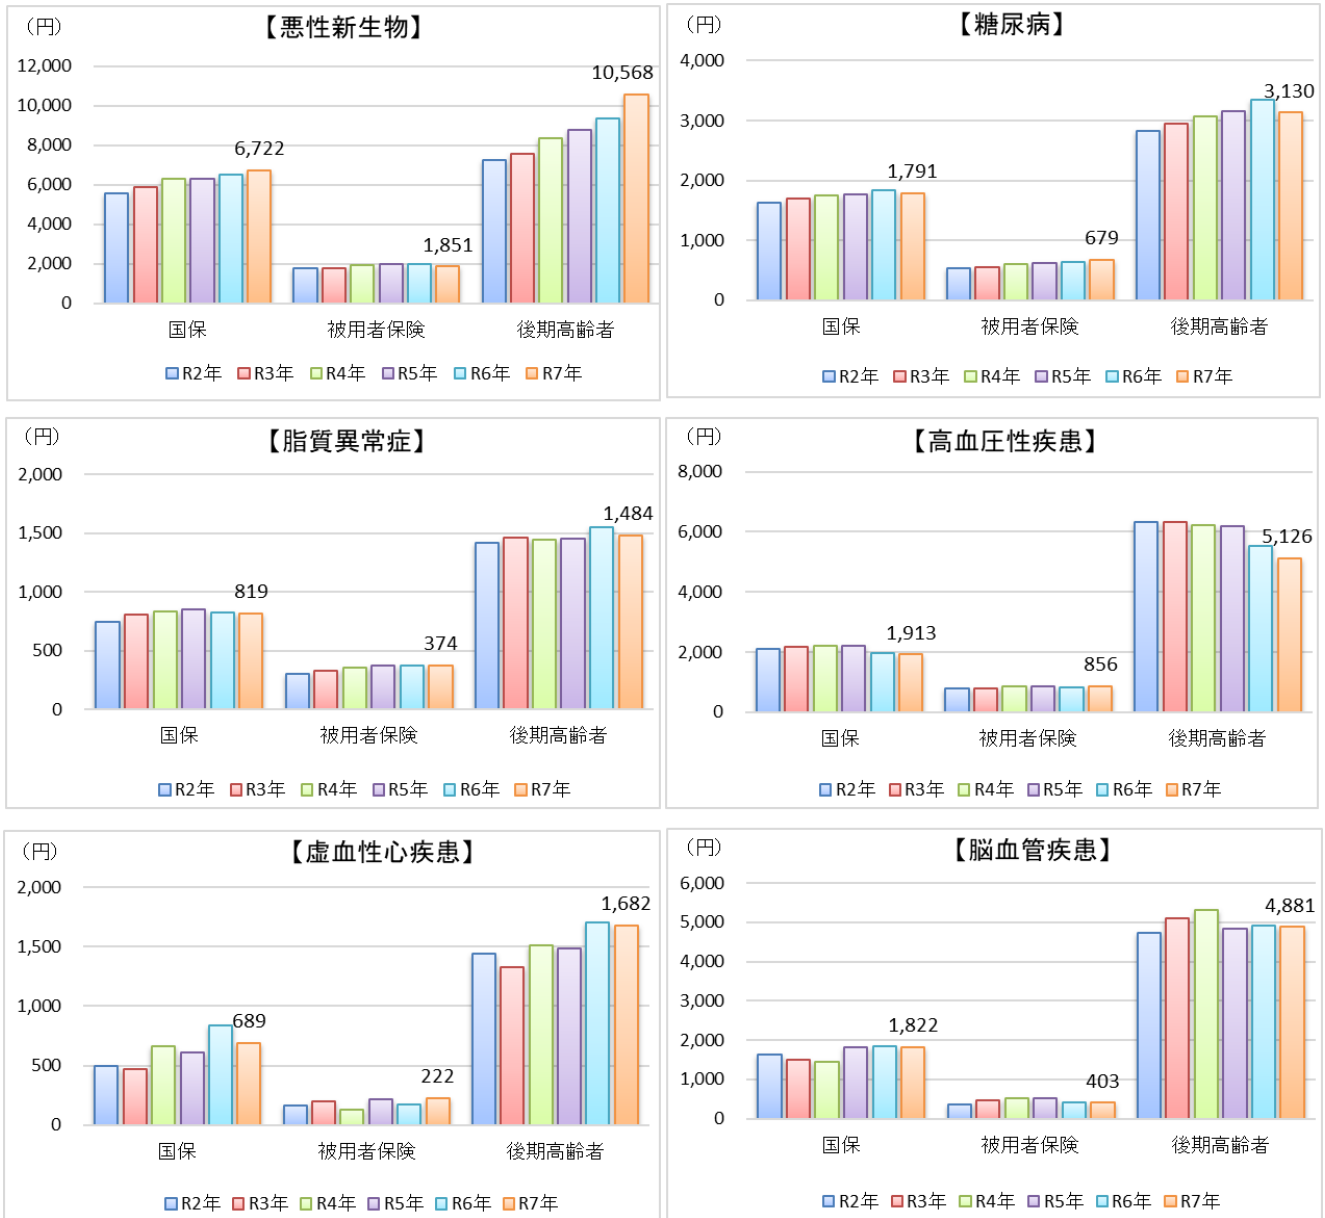 (円)
【悪性新生物】
12,000
10,000
8,000
6,000
4,000
2,000
0
6,722
1,851
10,568
国保
被用者保険
後期高齢者
R2年 R3年 R4年 R5年 R6年 R7年
(円)
【糖尿病】
4,000
3,000
2,000
1,000
0
1,791
679
3,130
国保
被用者保険
後期高齢者
R2年 R3年 R4年 R5年 R6年 R7年
(円)
【脂質異常症】
2,000
1,500
1,000
500
0
819
374
1,484
国保
被用者保険
後期高齢者
R2年 R3年 R4年 R5年 R6年 R7年
(円)
【高血圧性疾患】
8,000
6,000
4,000
2,000
0
1,913
856
5,126
国保
被用者保険
後期高齢者
R2年 R3年 R4年 R5年 R6年 R7年
(円)
【虚血性心疾患】
2,000
1,500
1,000
500
0
689
222
1,682
国保
被用者保険
後期高齢者
R2年 R3年 R4年 R5年 R6年 R7年
(円)
【脳血管疾患】
6,000
5,000
4,000
3,000
2,000
1,000
0
1,822
403
4,881
国保
被用者保険
後期高齢者
R2年 R3年 R4年 R5年 R6年 R7年